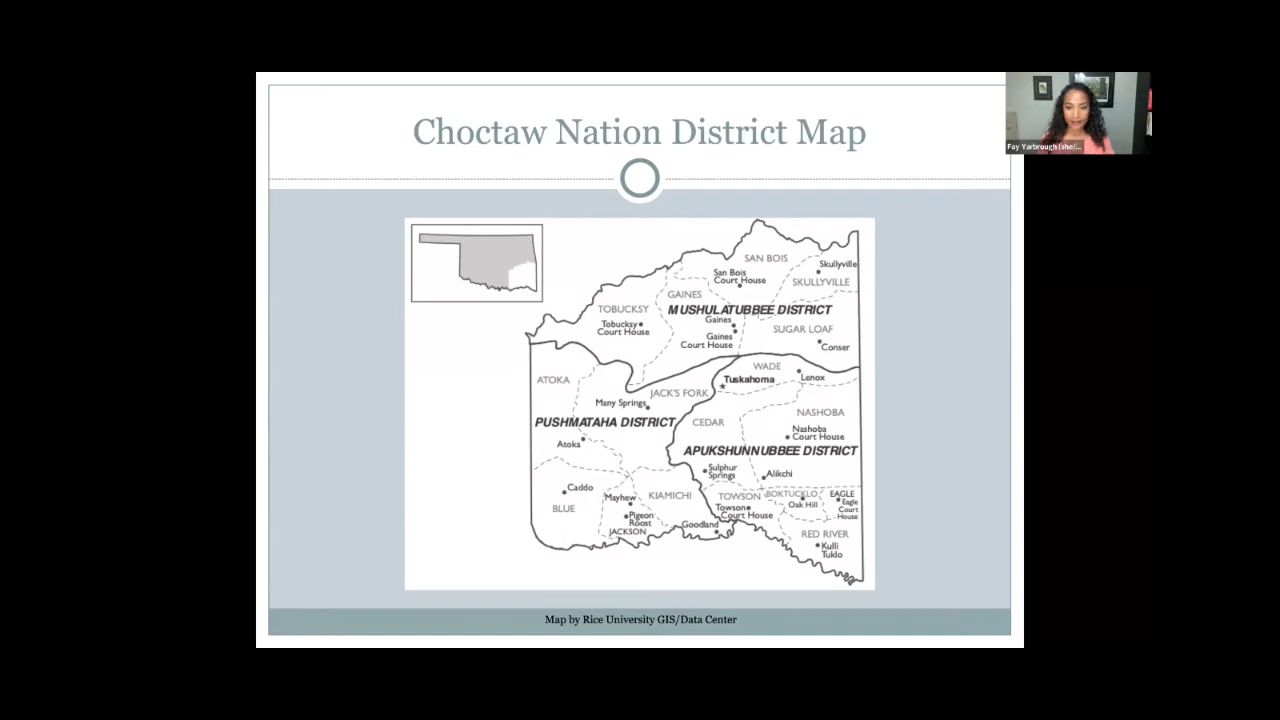 Choctaw Nation District Map
Fay Yarbrough (she/...
SAN BOIS
Skullyville
San Bois
Court House
SKULLYVILLE
GAINES
TOBUCKSY
MUSHULATUBBEE DISTRICT
Gaines
Tobucksy
Court House
SUGAR LOAF
Gaines
Court House
Conser
WADE
ATOKA
Tuskahoma
Lenox
JACK'S FORK
Many Springs
NASHOBA
PUSHMATAHA DISTRICT
CEDAR
Nashoba
Court House
Atoka
APUKSHUNNUBBEE DISTRICT
Sulphur
Springs
Alikchi
Caddo
Mayhew
KIAMICHI
TOWSON
BOKTUCKLO
EAGLE
Oak Hill
Eagle
Court
House
BLUE
Towson
Court House
Pigeon
Roost
Goodland
JACKSON
RED RIVER
Kulli
Tuklo
Map by Rice University GIS/Data Center